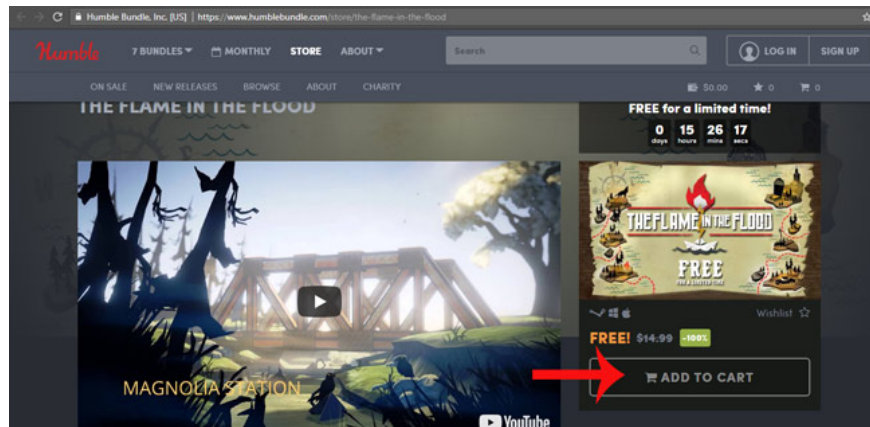 Humble Bundle, Inc. [US] | https://www.humblebundle.com/store/the-flame-in-the-flood
Humble 7 BUNDLES MONTHLY STORE ABOUT Search LOG IN SIGN UP
ON SALE NEW RELEASES BROWSE ABOUT CHARITY $0.00 0 0
THE FLAME IN THE FLOOD
FREE for a limited time!
0 15 26 17
days hours mins secs
THE FLAME IN THE FLOOD
FREE
FOR A LIMITED TIME
Wishlist
FREE! $14.99 -100%
ADD TO CART
MAGNOLIA STATION
YouTube